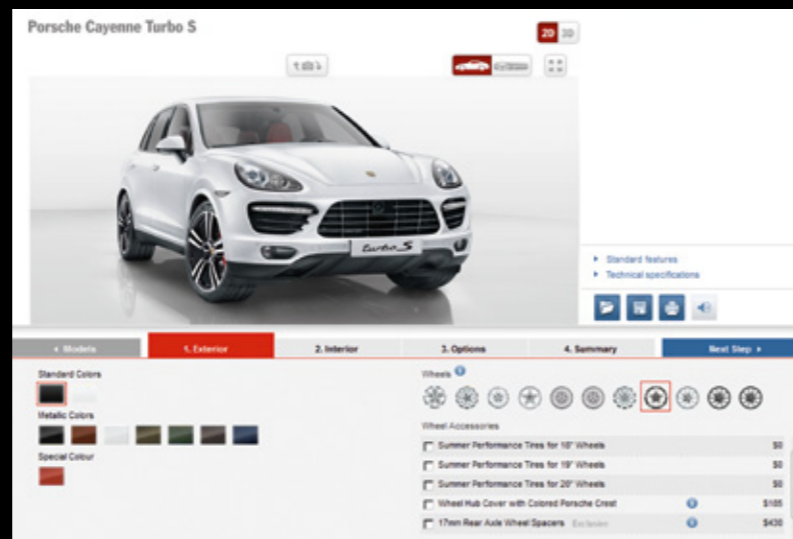 Porsche Cayenne Turbo S
2D 3D
turbo S
Standard features
Technical specifications
Models
1. Exterior
2. Interior
3. Options
4. Summary
Next Step
Standard Colors
Metallic Colors
Special Colour
Wheels
Wheel Accessories
Summer Performance Tires for 18" Wheels $0
Summer Performance Tires for 19" Wheels $0
Summer Performance Tires for 20" Wheels $0
Wheel Hub Cover with Colored Porsche Crest $185
17mm Rear Axle Wheel Spacers Exclusive $430